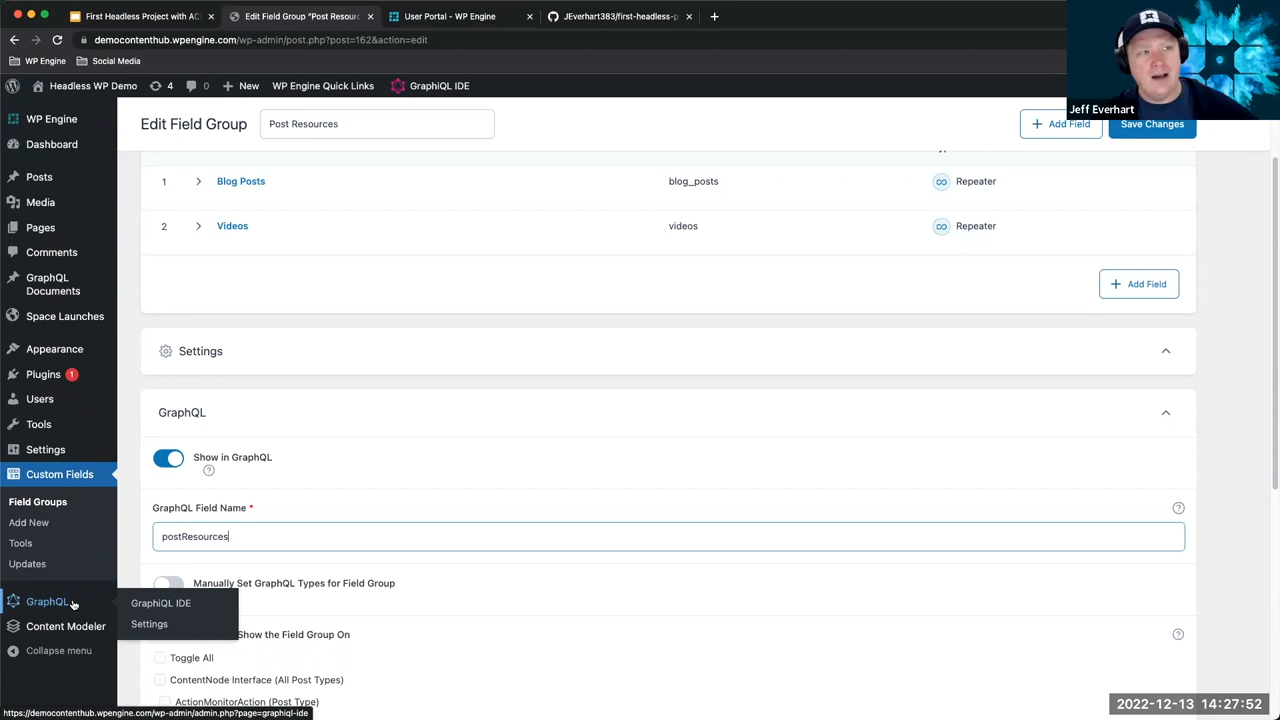 First Headless Project with AC
Edit Field Group "Post Resourc
User Portal - WP Engine
JEverhart383/first-headless-p
democontenthub.wpengine.com/wp-admin/post.php?post=162&action=edit
WP Engine
Social Media
Headless WP Demo
4
0
New
WP Engine Quick Links
GraphiQL IDE
Jeff Everhart
WP Engine
Dashboard
Posts
Media
Pages
Comments
GraphQL
Documents
Space Launches
Appearance
Plugins 1
Users
Tools
Settings
Custom Fields
Field Groups
Add New
Tools
Updates
GraphQL
GraphiQL IDE
Settings
Content Modeler
Collapse menu
Edit Field Group
Post Resources
Add Field
Save Changes
1 Blog Posts blog_posts Repeater
2 Videos videos Repeater
Add Field
Settings
GraphQL
Show in GraphQL
GraphQL Field Name *
postResources
Manually Set GraphQL Types for Field Group
Show the Field Group On
Toggle All
ContentNode Interface (All Post Types)
ActionMonitorAction (Post Type)
https://democontenthub.wpengine.com/wp-admin/admin.php?page=graphiql-ide
2022-12-13 14:27:52